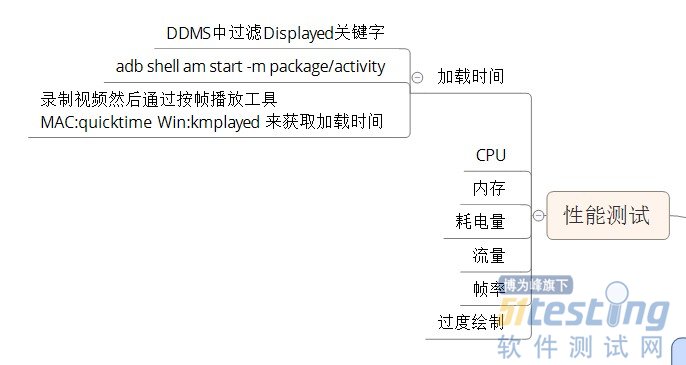 DDMS中过滤Displayed关键字
adb shell am start -m package/activity
加载时间
录制视频然后通过按帧播放工具
MAC:quicktime Win:kmplayed 来获取加载时间
CPU
内存
性能测试
耗电量
流量
帧率
过度绘制
博为峰旗下
51testing
软件测试网